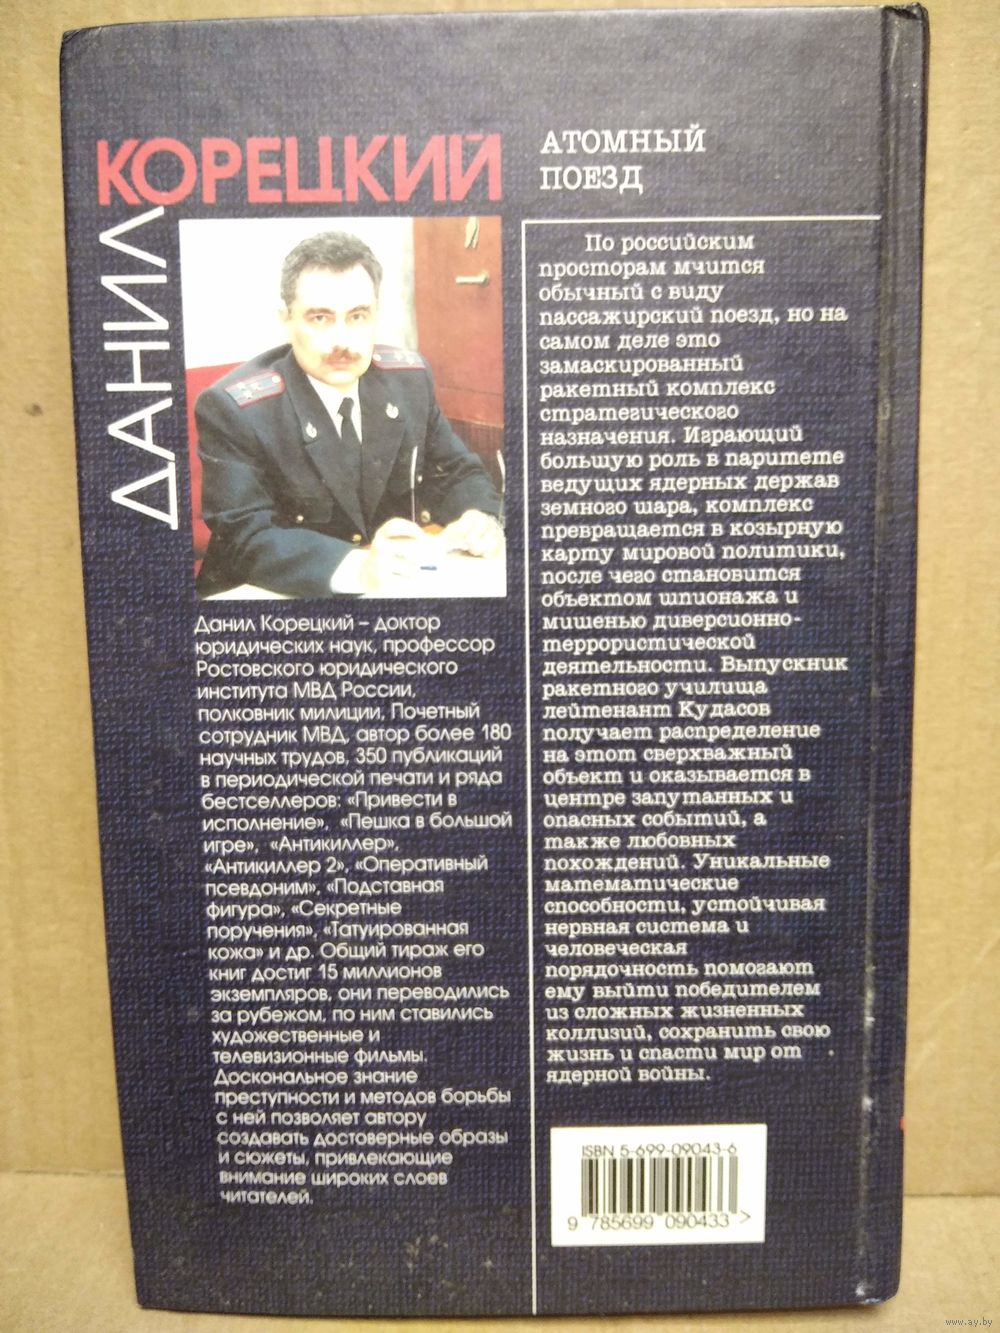 КОРЕЦКИЙ
ДАНИЛ
Данил Корецкий – доктор
юридических наук, профессор
Ростовского юридического
института МВД России,
полковник милиции, Почетный
сотрудник МВД, автор более 180
научных трудов, 350 публикаций
в периодической печати и ряда
бестселлеров: «Привести в
исполнение», «Пешка в большой
игре», «Антикиллер»,
«Антикиллер 2», «Оперативный
псевдоним», «Подставная
фигура», «Секретные
поручения», «Татуированная
кожа» и др. Общий тираж его
книг достиг 15 миллионов
экземпляров, они переводились
за рубежом, по ним ставились
художественные и
телевизионные фильмы.
Доскональное знание
преступности и методов борьбы
с ней позволяет автору
создавать достоверные образы
и сюжеты, привлекающие
внимание широких слоев
читателей.
АТОМНЫЙ
ПОЕЗД
По российским
просторам мчится
обычный с виду
пассажирский поезд, но на
самом деле это
замаскированный
ракетный комплекс
стратегического
назначения. Играющий
большую роль в паритете
ведущих ядерных держав
земного шара, комплекс
превращается в козырную
карту мировой политики,
после чего становится
объектом шпионажа и
мишенью диверсионно-
террористической
деятельности. Выпускник
ракетного училища
лейтенант Кудасов
получает распределение
на этот сверхважный
объект и оказывается в
центре запутанных и
опасных событий, а
также любовных
похождений. Уникальные
математические
способности, устойчивая
нервная система и
человеческая
порядочность помогают
ему выйти победителем
из сложных жизненных
коллизий, сохранить свою
жизнь и спасти мир от
ядерной войны.
ISBN 5-699-09043-6
9 785699 090433 >
www.ay.by